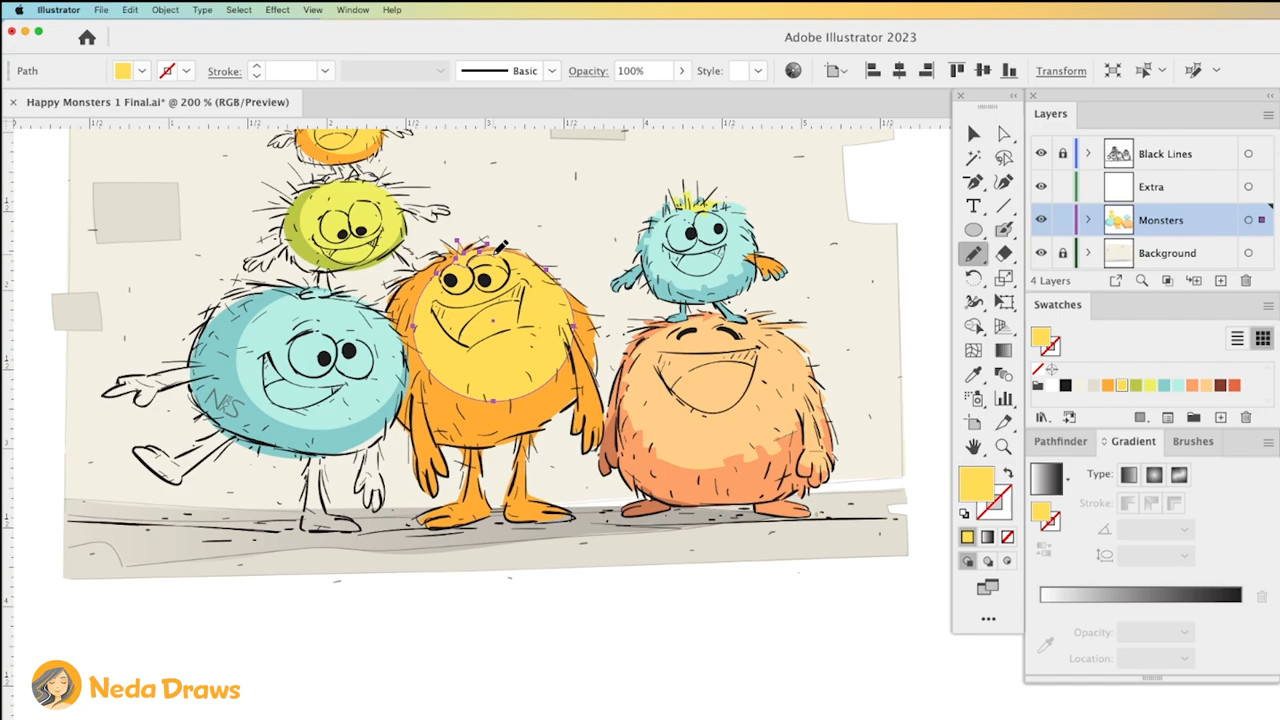 Illustrator File Edit Object Type Select Effect View Window Help
Adobe Illustrator 2023
Path Stroke: Basic Opacity: 100% Style: Transform
Happy Monsters 1 Final.ai* @ 200 % (RGB/Preview)
Layers
Black Lines
Extra
Monsters
Background
4 Layers
Swatches
Pathfinder Gradient Brushes
Type:
Stroke:
Opacity:
Location:
Neda Draws